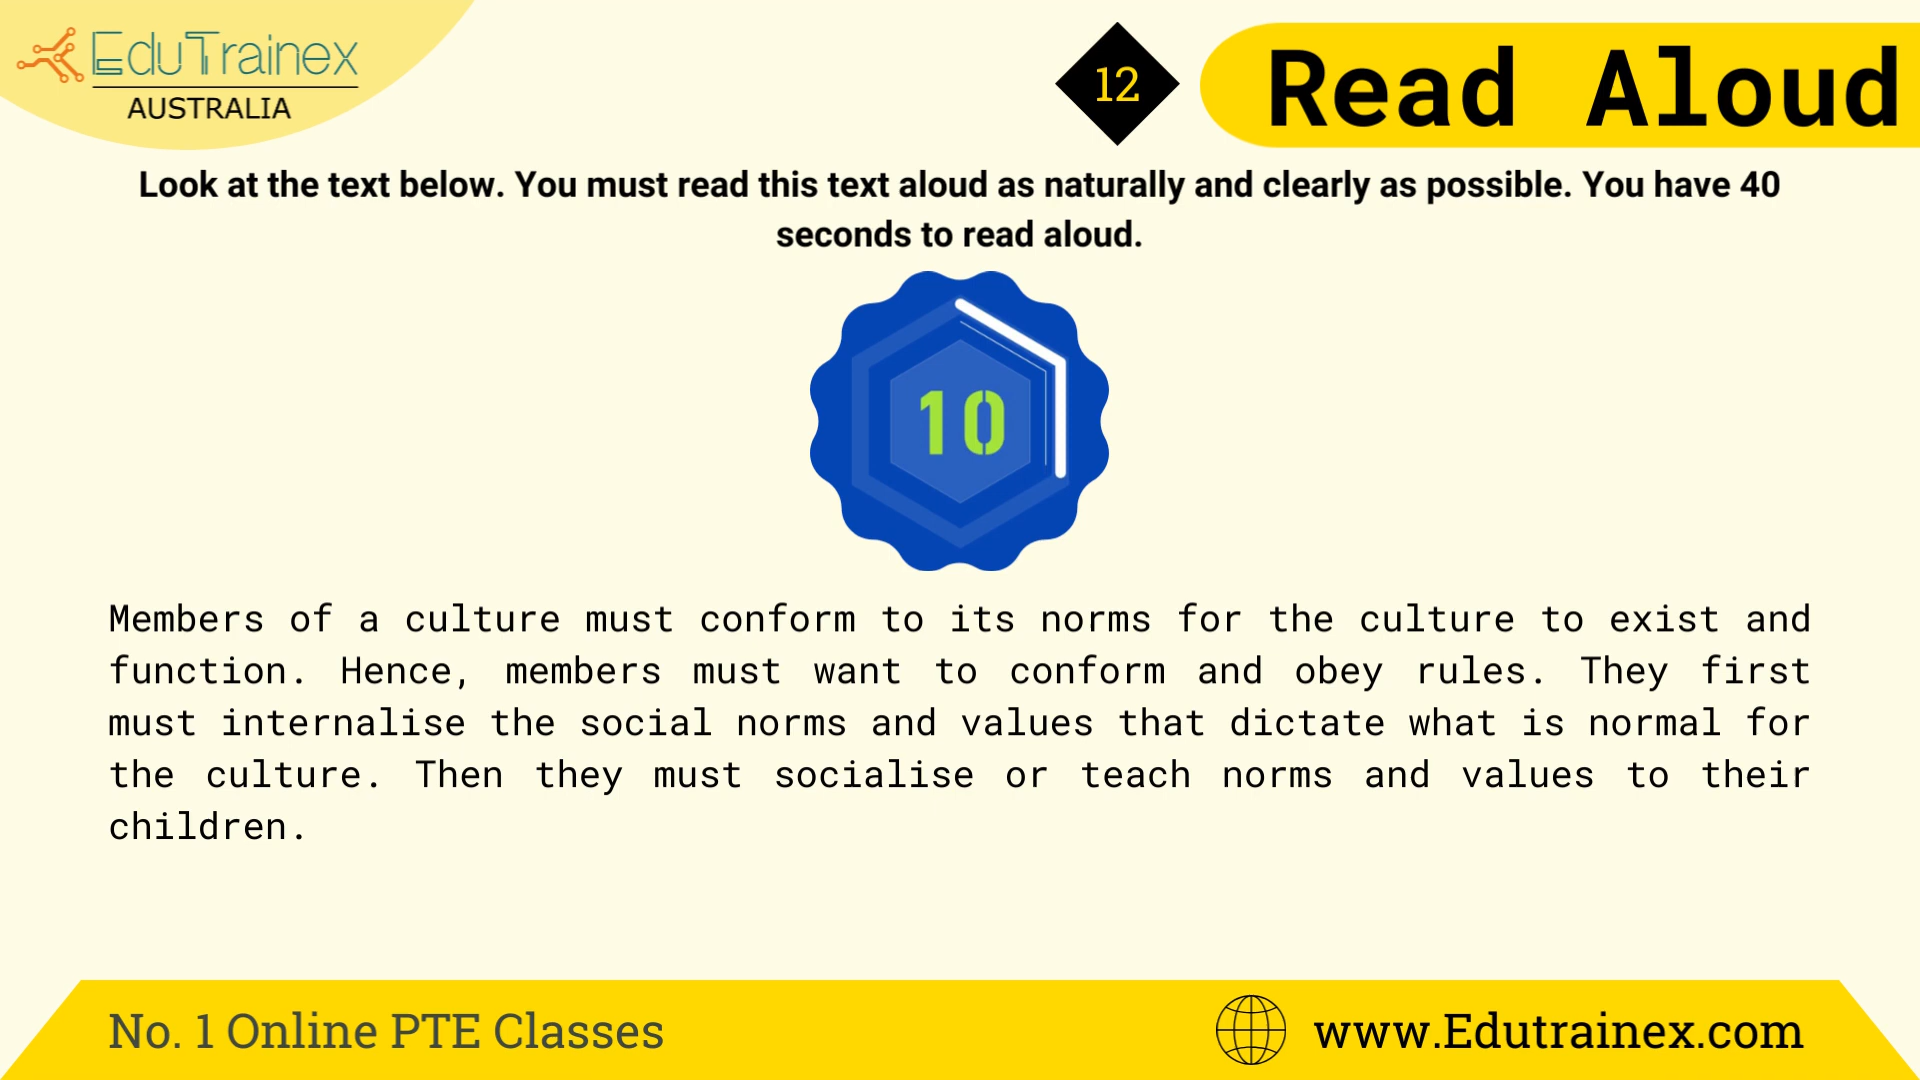 EduTrainex
AUSTRALIA
12
Read Aloud
Look at the text below. You must read this text aloud as naturally and clearly as possible. You have 40
seconds to read aloud.
10
Members of a culture must conform to its norms for the culture to exist and
function. Hence, members must want to conform and obey rules. They first
must internalise the social norms and values that dictate what is normal for
the culture. Then they must socialise or teach norms and values to their
children.
No. 1 Online PTE Classes
www.Edutrainex.com